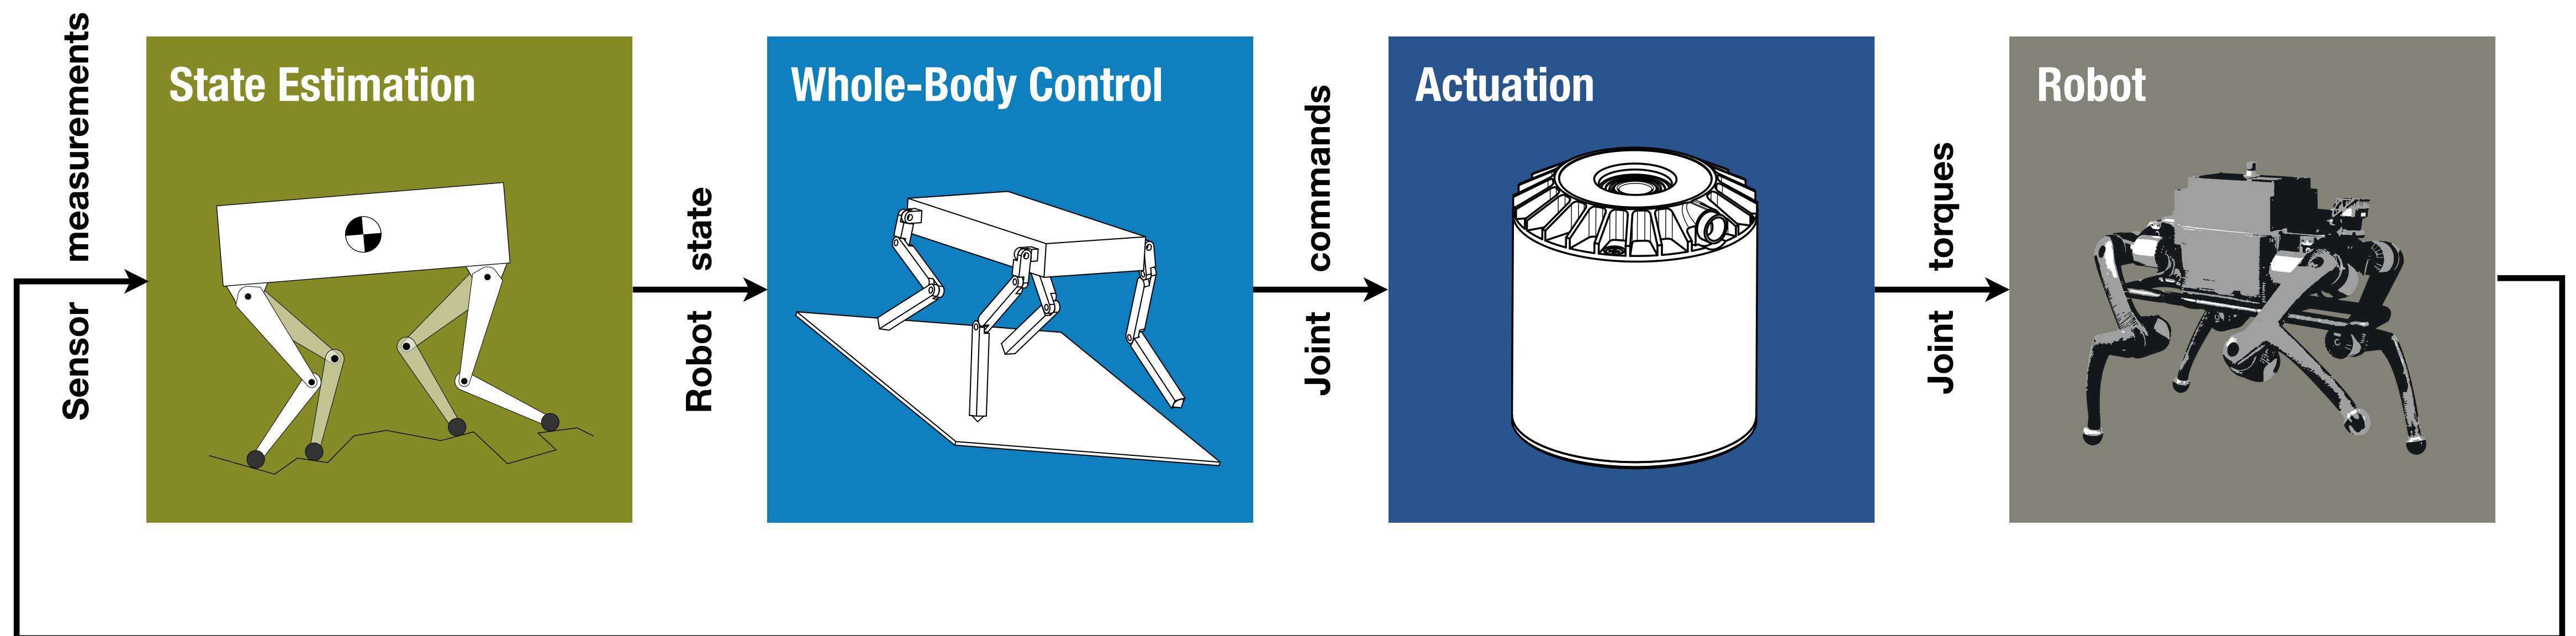 Sensor measurements
State Estimation
Robot state
Whole-Body Control
Joint commands
Actuation
Joint torques
Robot